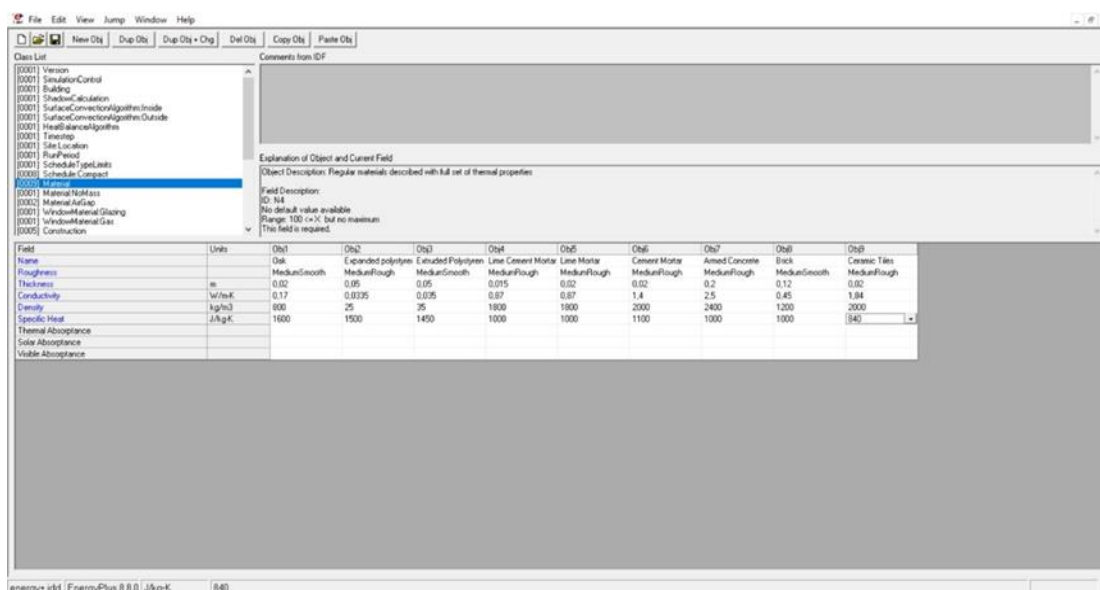 File Edit View Jump Window Help
New Obj Dup Obj Dup Obj + Chg Del Obj Copy Obj Paste Obj
Class List Comments from IDF
[0001] Version
[0001] SimulationControl
[0001] Building
[0001] ShadowCalculation
[0001] SurfaceConvectionAlgorithm:Inside
[0001] SurfaceConvectionAlgorithm:Outside
[0001] HeatBalanceAlgorithm
[0001] Timestep
[0001] Site:Location
[0001] RunPeriod
[0001] ScheduleTypeLimits
[0008] Schedule:Compact
[0009] Material
[0001] Material:NoMass
[0002] Material:AirGap
[0001] WindowMaterial:Glazing
[0001] WindowMaterial:Gas
[0005] Construction
Explanation of Object and Current Field
Object Description: Regular materials described with full set of thermal properties
Field Description:
ID: N4
No default value available
Range: 100 <= X but no maximum
This field is required.
Field Units Obj1 Obj2 Obj3 Obj4 Obj5 Obj6 Obj7 Obj8 Obj9
Name Oak Expanded polystyren Extruded Polystyren Lime Cement Mortar Lime Mortar Cement Mortar Armed Concrete Brick Ceramic Tiles
Roughness MediumSmooth MediumRough MediumSmooth MediumRough MediumRough MediumRough MediumRough MediumSmooth MediumRough
Thickness m 0,02 0,05 0,05 0,015 0,02 0,02 0,2 0,12 0,02
Conductivity W/m-K 0,17 0,0335 0,035 0,87 0,87 1,4 2,5 0,45 1,84
Density kg/m3 800 25 35 1800 1800 2000 2400 1200 2000
Specific Heat J/kg-K 1600 1500 1450 1000 1000 1100 1000 1000 840
Thermal Absorptance
Solar Absorptance
Visible Absorptance
energy+.idd EnergyPlus 8.8.0 J/kg-K 840